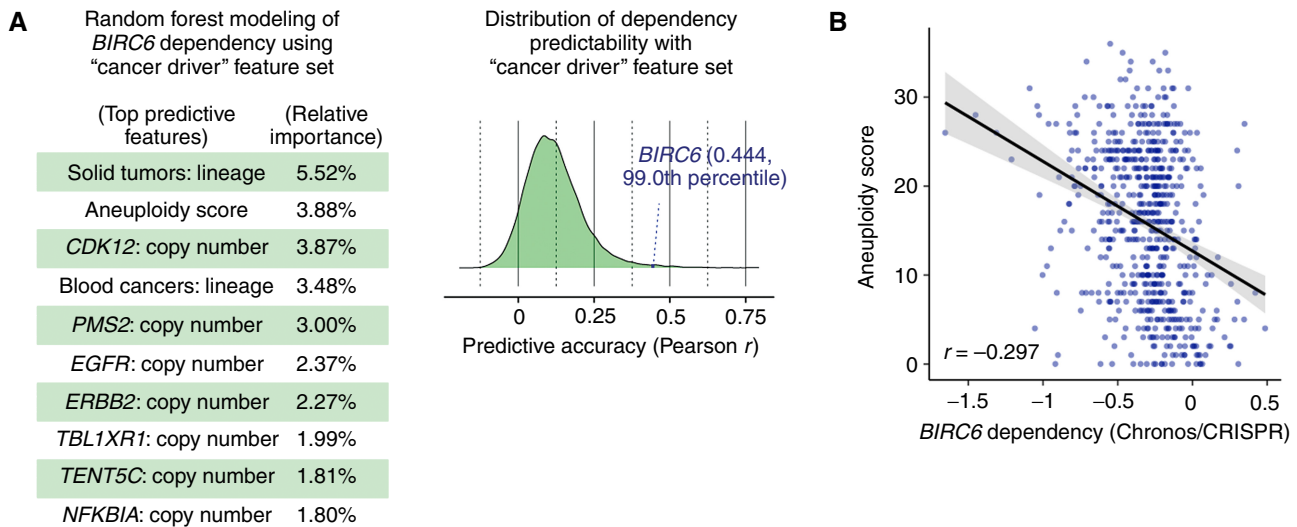 A
Random forest modeling of
BIRC6 dependency using
“cancer driver” feature set
(Top predictive
features)
(Relative
importance)
Solid tumors: lineage 5.52%
Aneuploidy score 3.88%
CDK12: copy number 3.87%
Blood cancers: lineage 3.48%
PMS2: copy number 3.00%
EGFR: copy number 2.37%
ERBB2: copy number 2.27%
TBL1XR1: copy number 1.99%
TENT5C: copy number 1.81%
NFKBIA: copy number 1.80%
Distribution of dependency
predictability with
“cancer driver” feature set
BIRC6 (0.444,
99.0th percentile)
0 0.25 0.5 0.75
Predictive accuracy (Pearson r)
B
Aneuploidy score
30
20
10
0
r = −0.297
−1.5 −1 −0.5 0 0.5
BIRC6 dependency (Chronos/CRISPR)